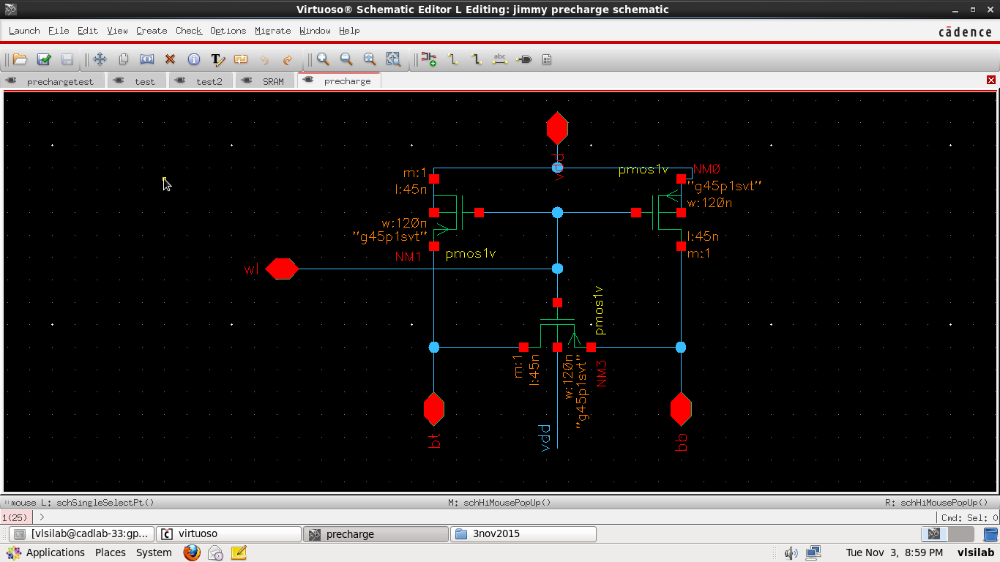 Virtuoso® Schematic Editor L Editing: jimmy precharge schematic
Launch File Edit View Create Check Options Migrate Window Help
cādence
abc
prechargetest test test2 SRAM precharge
vdd
m:1
l:45n
w:120n
"g45p1svt"
NM1
pmos1v
pmos1v
NM0
"g45p1svt"
w:120n
l:45n
m:1
wl
pmos1v
m:1
l:45n
w:120n
"g45p1svt"
NM3
vdd
bt
bb
mouse L: schSingleSelectPt()
M: schHiMousePopUp()
R: schHiMousePopUp()
1(25) >
Cmd: Sel: 0
[vlsilab@cadlab-33:gp...
virtuoso
precharge
3nov2015
Applications Places System
Tue Nov 3, 8:59 PM vlsilab